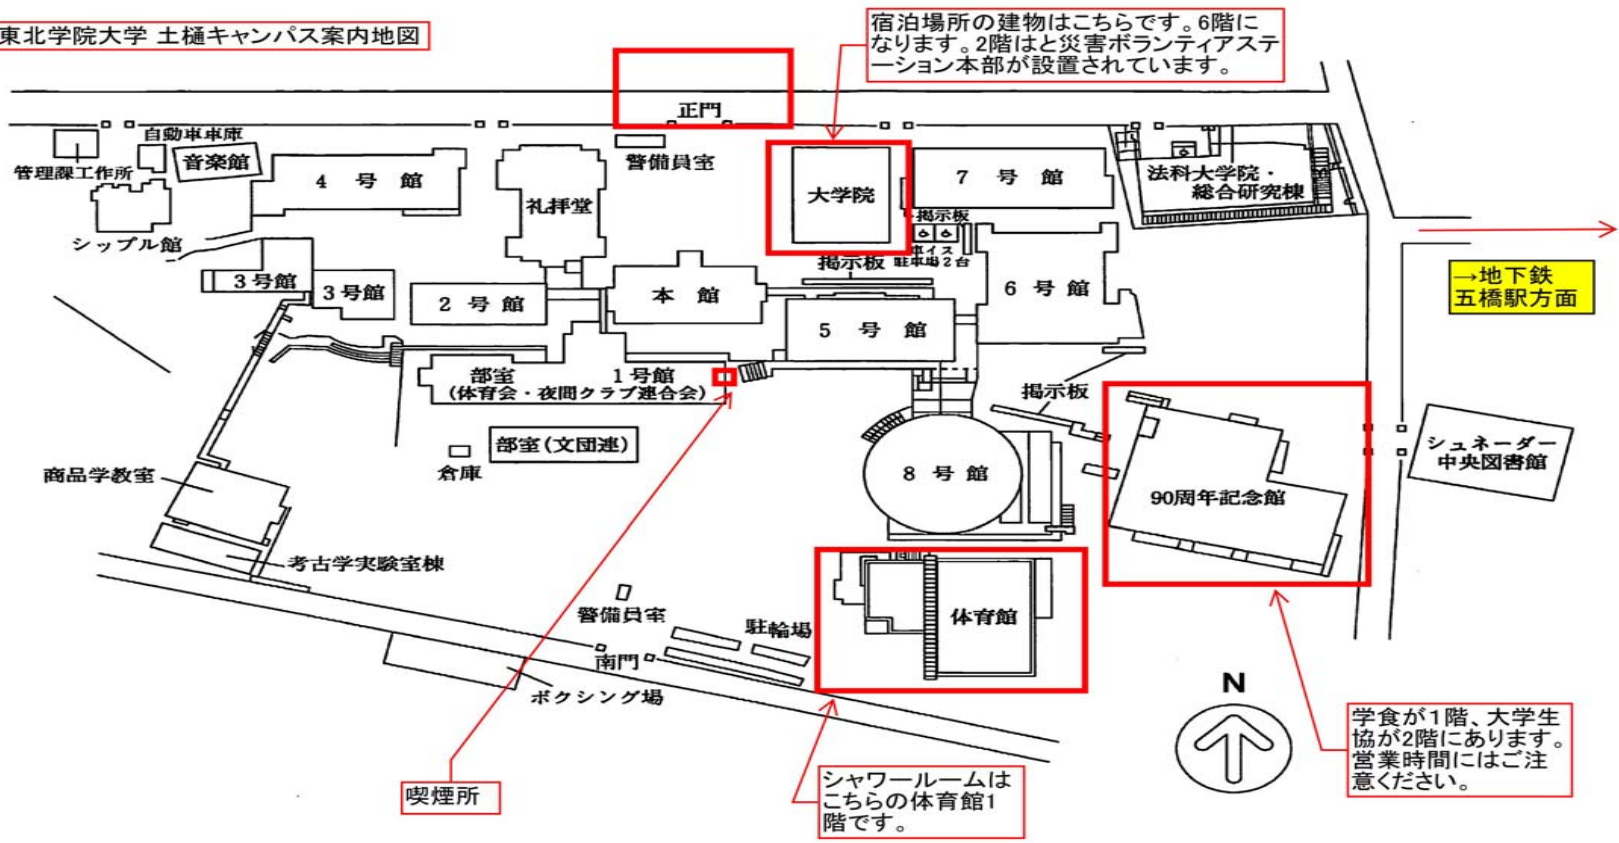 東北学院大学 土樋キャンパス案内地図
宿泊場所の建物はこちらです。6階に
なります。2階はと災害ボランティアステ
ーション本部が設置されています。
正門
自動車車庫
音楽館
管理課工作所
4号館
礼拝堂
警備員室
大学院
7号館
法科大学院・
総合研究棟
シップル館
掲示板
車イス
駐車場2台
掲示板
3号館
3号館
2号館
本館
5号館
6号館
→地下鉄
五橋駅方面
部室
1号館
(体育会・夜間クラブ連合会)
掲示板
部室(文団連)
倉庫
8号館
シュネーダー
中央図書館
商品学教室
90周年記念館
考古学実験室棟
警備員室
駐輪場
体育館
南門
ボクシング場
N
喫煙所
シャワールームは
こちらの体育館1
階です。
学食が1階、大学生
協が2階にあります。
営業時間にはご注
意ください。